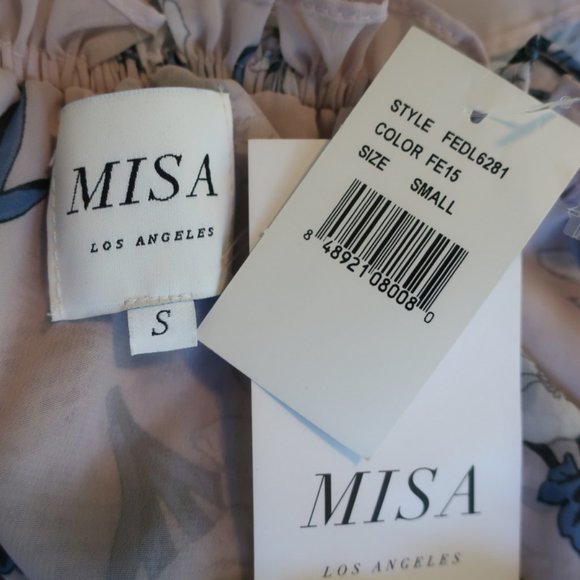 MISA
LOS ANGELES
S
STYLE FEDL6281
COLOR FE15
SIZE SMALL
8 48921 08008 0
MISA
LOS ANGELES